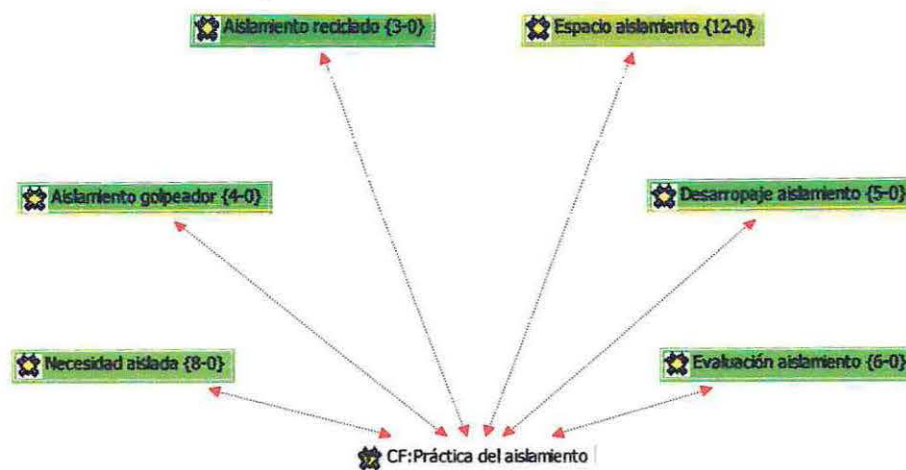 Aislamiento reciclado {3-0}
Espacio aislamiento {12-0}
Aislamiento golpeador {4-0}
Desarropaje aislamiento {5-0}
Necesidad aislada {8-0}
Evaluación aislamiento {6-0}
CF:Práctica del aislamiento